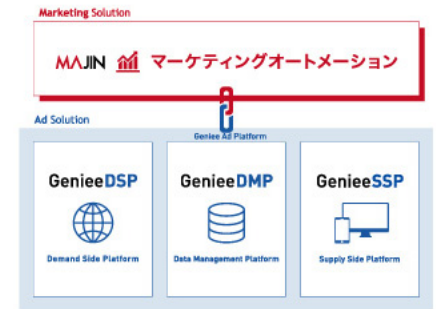 Marketing Solution
MAJIN マーケティングオートメーション
Ad Solution
Geniee Ad Platform
GenieeDSP
Demand Side Platform
GenieeDMP
Data Management Platform
GenieeSSP
Supply Side Platform